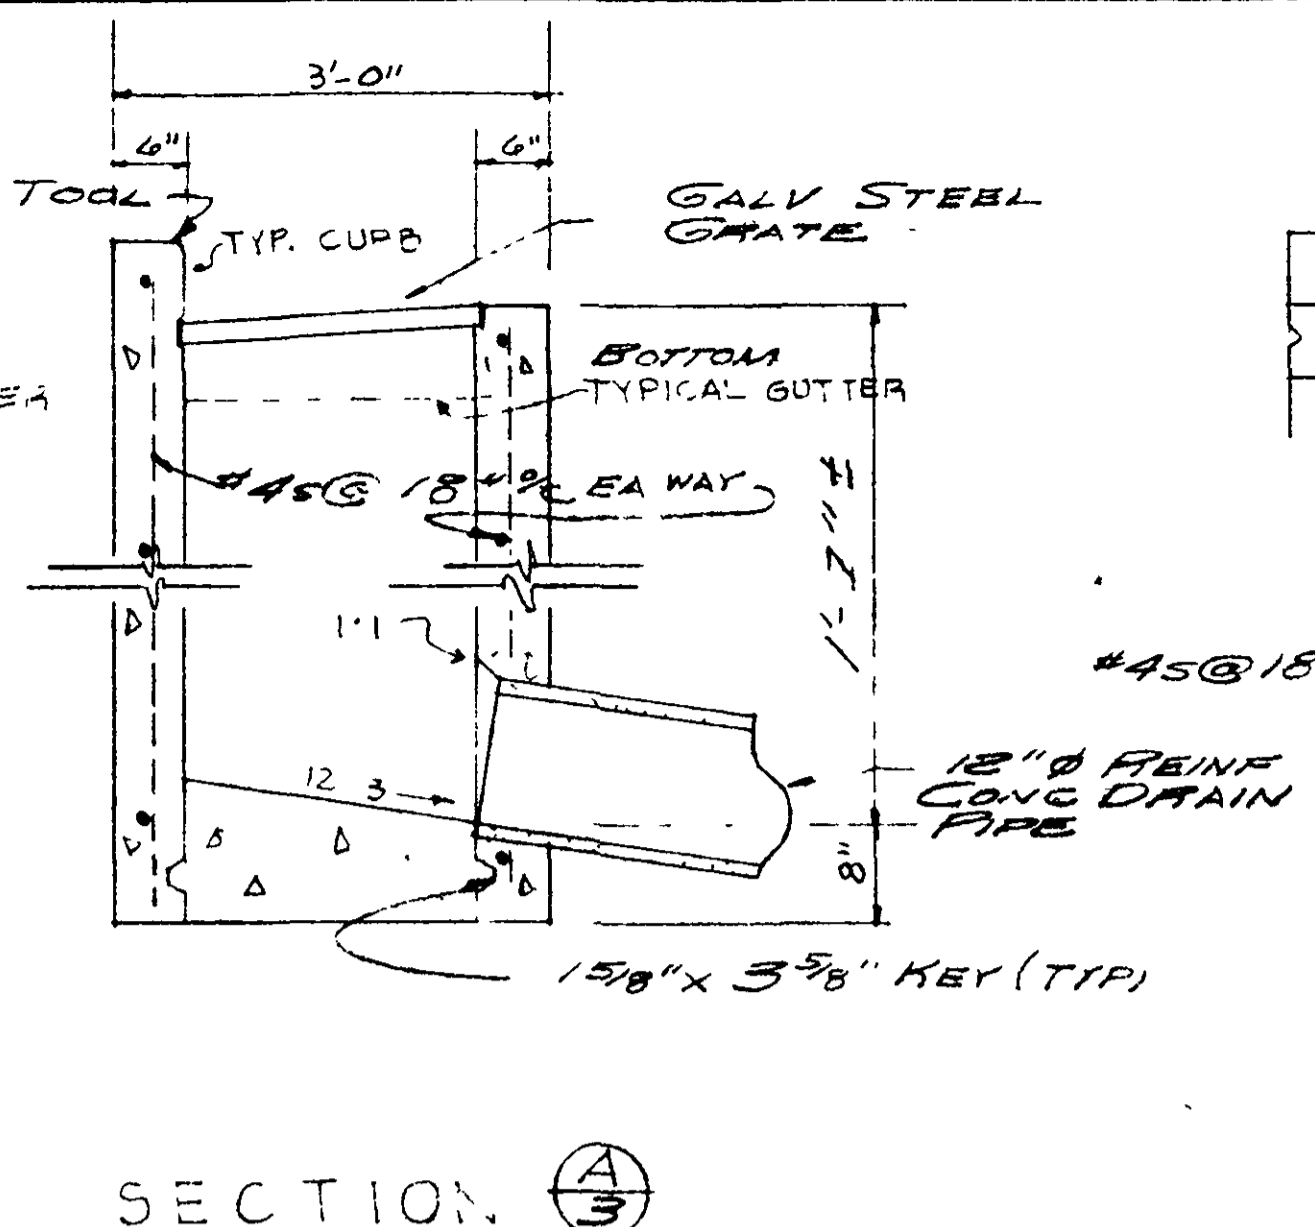 3'-0"
6"
6"
TOOL
TYP. CURB
GALV STEEL
GRATE
BOTTOM
TYPICAL GUTTER
#4s@ 18" o/c EA WAY
1'-7"±
1:1
#4s@18
12 3
12"ø REINF
CONC DRAIN
PIPE
8"
1 5/8" x 3 5/8" KEY (TYP)
SECTION
A
3